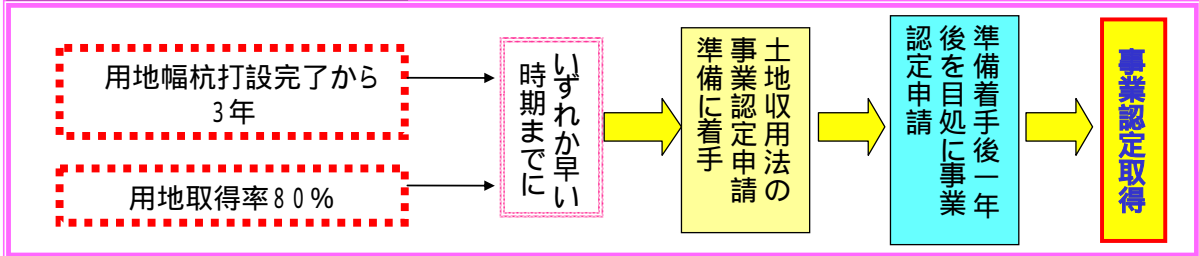 用地幅杭打設完了から
3年
用地取得率80%
いずれか早い
時期までに
土地収用法の
事業認定申請
準備に着手
準備着手後一年
後を目処に事業
認定申請
事業認定取得